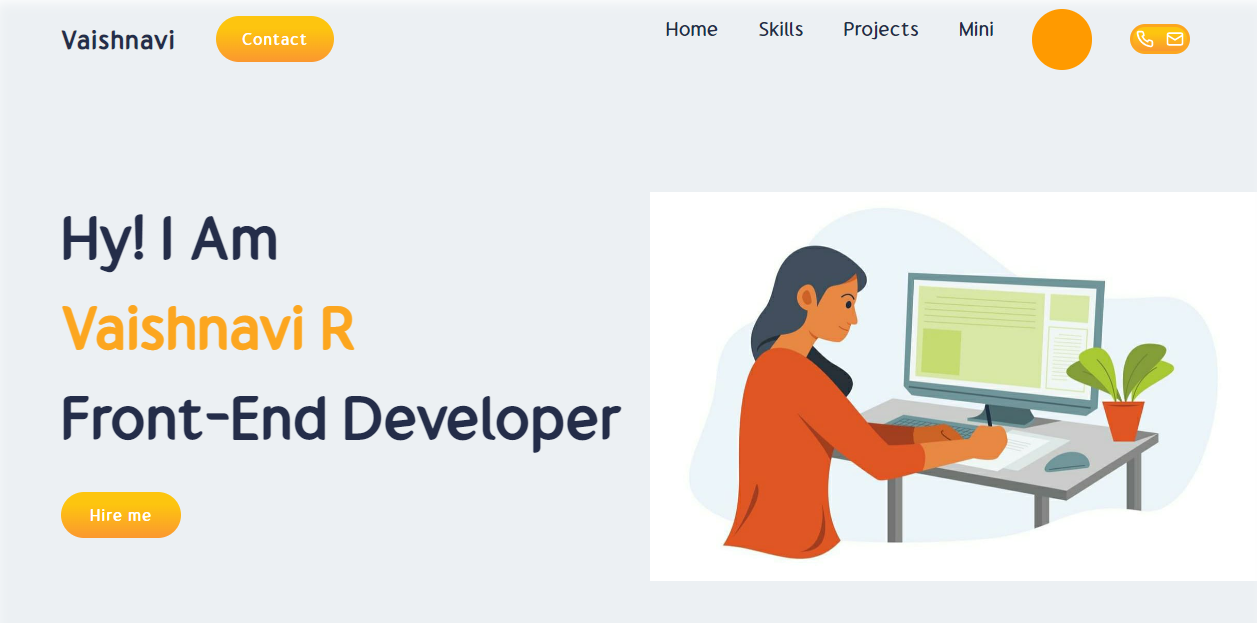 Vaishnavi
Contact
Home
Skills
Projects
Mini
Hy! I Am
Vaishnavi R
Front-End Developer
Hire me